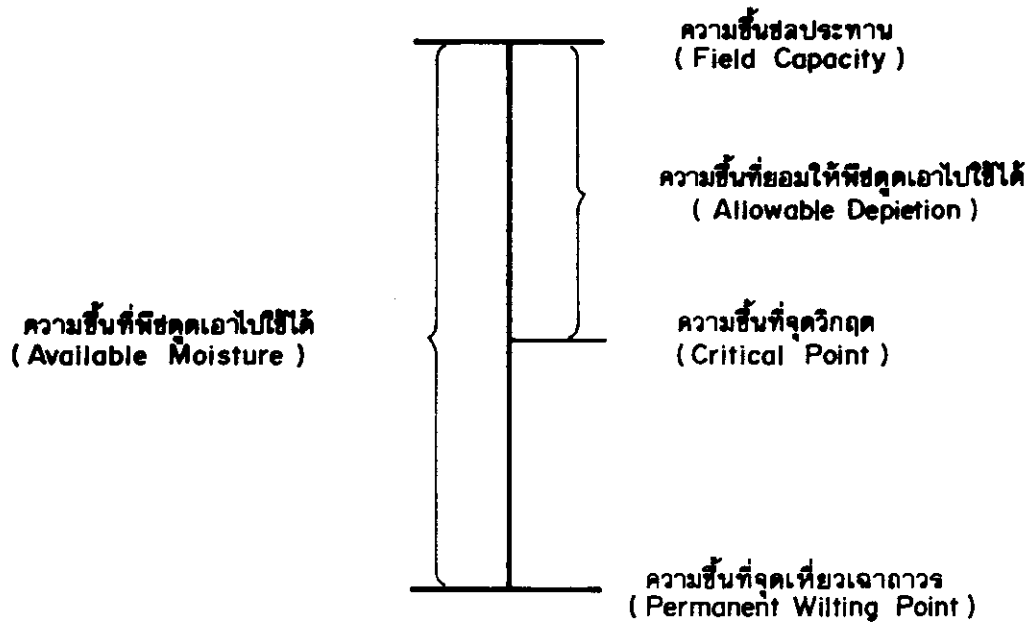 ความชื้นชลประทาน
( Field Capacity )
ความชื้นที่ยอมให้พืชดูดเอาไปใช้ได้
( Allowable Depletion )
ความชื้นที่พืชดูดเอาไปใช้ได้
( Available Moisture )
ความชื้นที่จุดวิกฤต
( Critical Point )
ความชื้นที่จุดเหี่ยวเฉาถาวร
( Permanent Wilting Point )